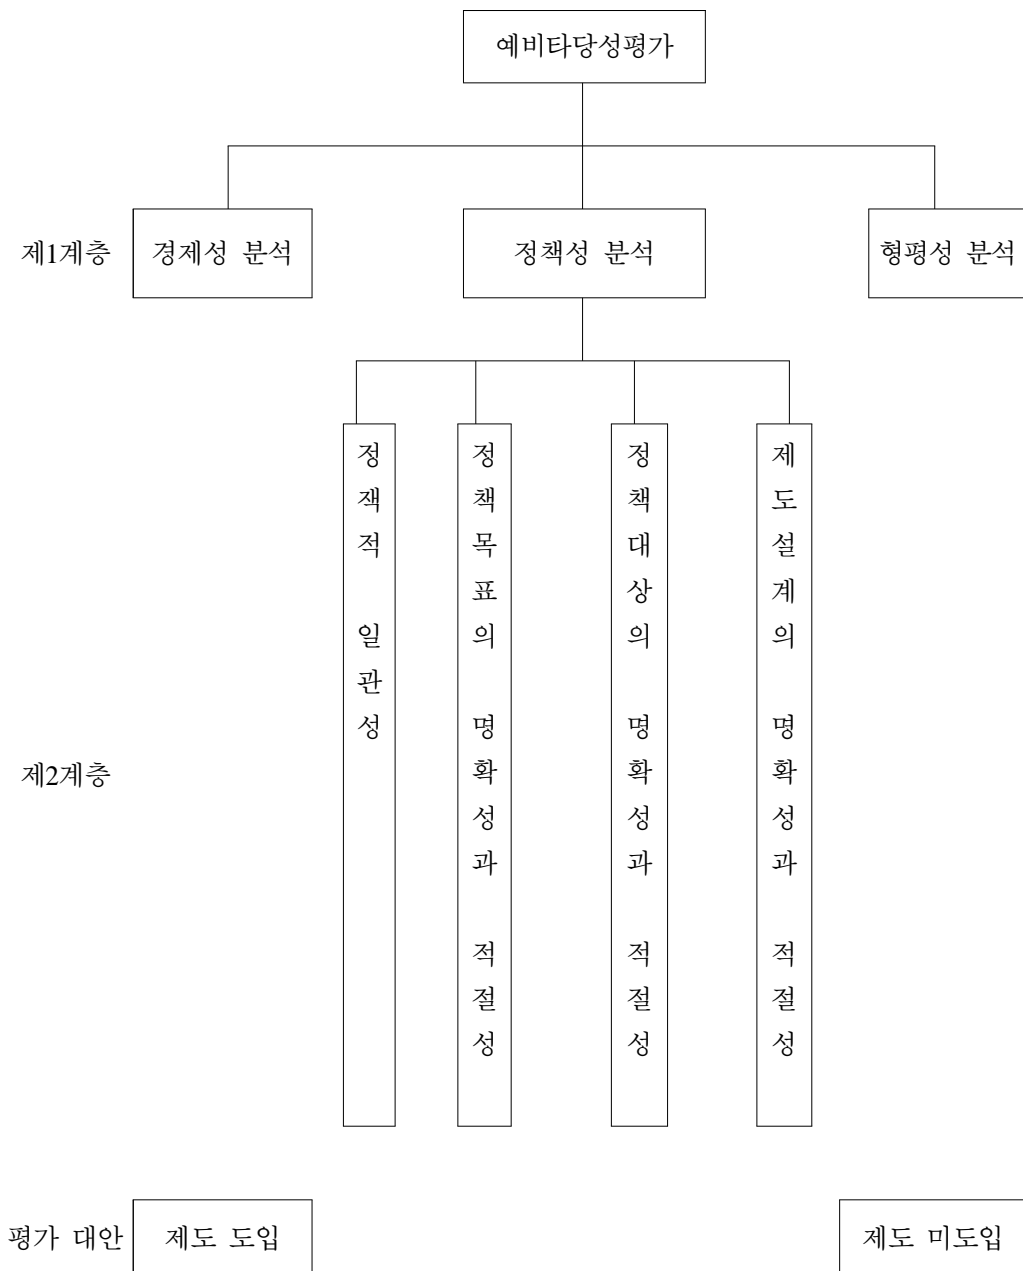 예비타당성평가
제1계층
경제성 분석
정책성 분석
형평성 분석
정잭적 일관성
정책목표의 명확성과 적절성
정책대상의 명확성과 적절성
제도설계의 명확성과 적절성
제2계층
평가 대안
제도 도입
제도 미도입